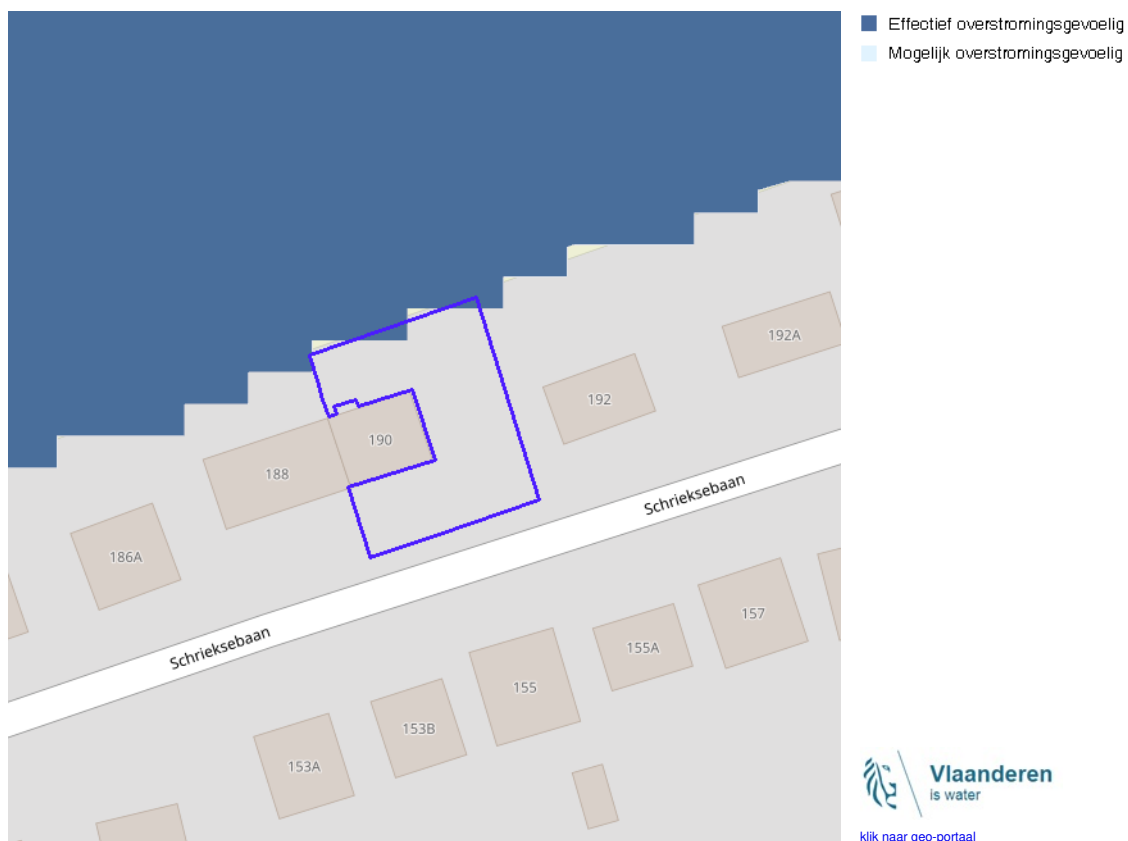 Effectief overstromingsgevoelig
Mogelijk overstromingsgevoelig
192A
192
190
188
Schrieksebaan
186A
157
Schrieksebaan
155A
155
153B
153A
Vlaanderen
is water
klik naar geo-portaal